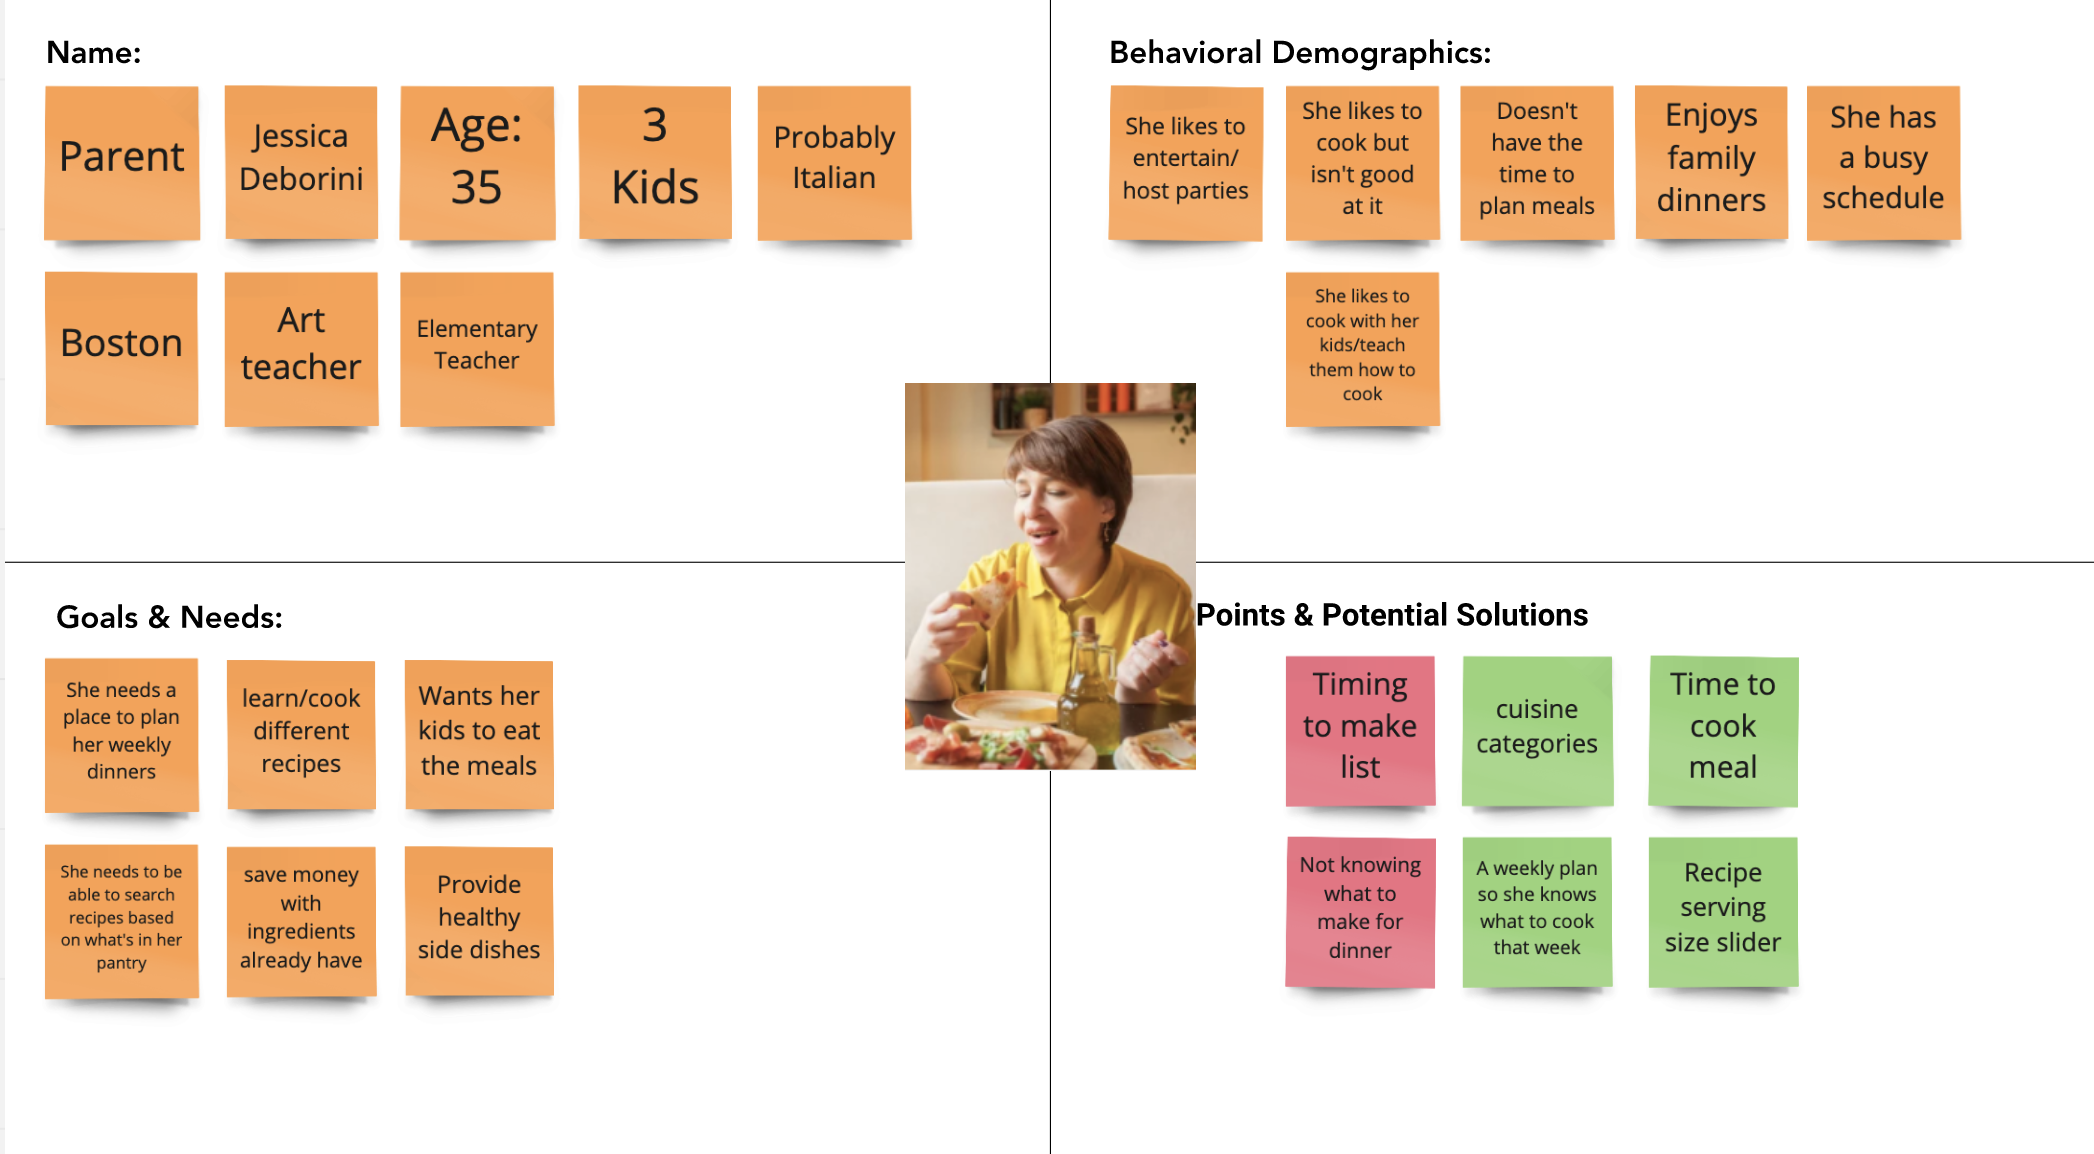 Name:
Parent
Jessica
Deborini
Age:
35
3
Kids
Probably
Italian
Boston
Art
teacher
Elementary
Teacher
Behavioral Demographics:
She likes to
entertain/
host parties
She likes to
cook but
isn't good
at it
Doesn't
have the
time to
plan meals
Enjoys
family
dinners
She has
a busy
schedule
She likes to
cook with her
kids/teach
them how to
cook
Goals & Needs:
She needs a
place to plan
her weekly
dinners
learn/cook
different
recipes
Wants her
kids to eat
the meals
She needs to be
able to search
recipes based
on what's in her
pantry
save money
with
ingredients
already have
Provide
healthy
side dishes
Points & Potential Solutions
Timing
to make
list
cuisine
categories
Time to
cook
meal
Not knowing
what to
make for
dinner
A weekly plan
so she knows
what to cook
that week
Recipe
serving
size slider